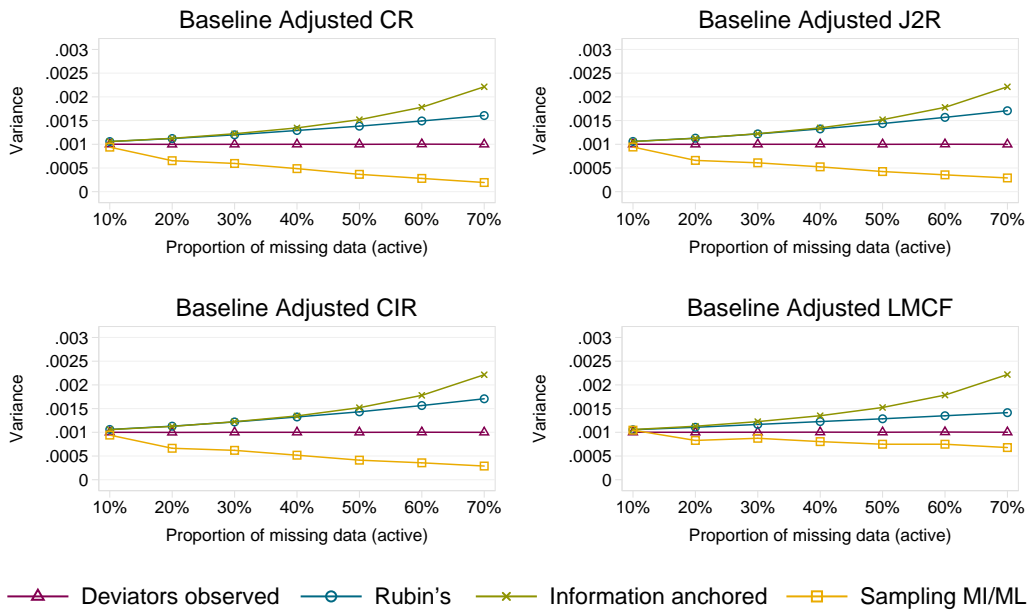 Baseline Adjusted CR
.003
.0025
.002
.0015
.001
.0005
0
Variance
10% 20% 30% 40% 50% 60% 70%
Proportion of missing data (active)
Baseline Adjusted J2R
.003
.0025
.002
.0015
.001
.0005
0
Variance
10% 20% 30% 40% 50% 60% 70%
Proportion of missing data (active)
Baseline Adjusted CIR
.003
.0025
.002
.0015
.001
.0005
0
Variance
10% 20% 30% 40% 50% 60% 70%
Proportion of missing data (active)
Baseline Adjusted LMCF
.003
.0025
.002
.0015
.001
.0005
0
Variance
10% 20% 30% 40% 50% 60% 70%
Proportion of missing data (active)
Deviators observed Rubin's Information anchored Sampling MI/ML